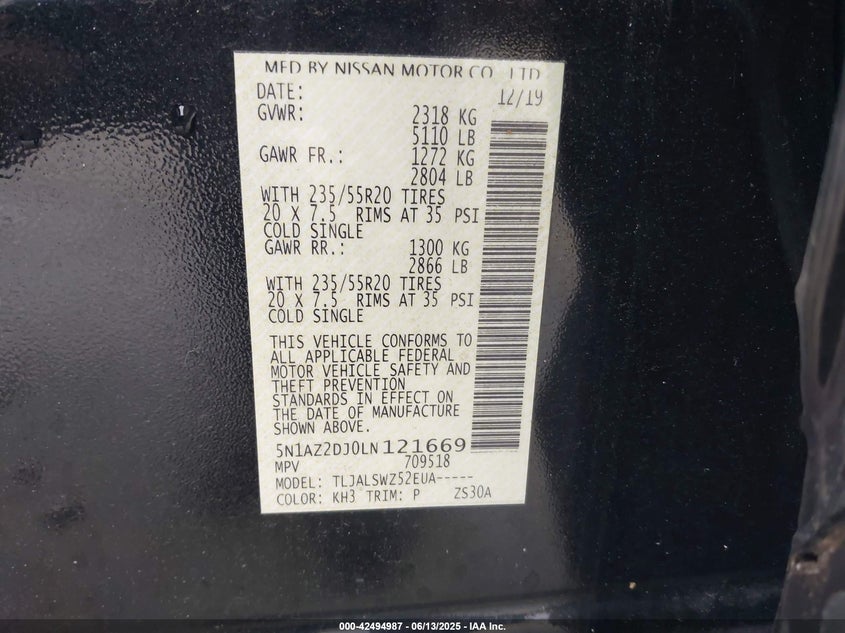 MFD BY NISSAN MOTOR CO., LTD
DATE: 12/19
GVWR: 2318 KG
5110 LB
GAWR FR.: 1272 KG
2804 LB
WITH 235/55R20 TIRES
20 X 7.5 RIMS AT 35 PSI
COLD SINGLE
GAWR RR.: 1300 KG
2866 LB
WITH 235/55R20 TIRES
20 X 7.5 RIMS AT 35 PSI
COLD SINGLE
THIS VEHICLE CONFORMS TO
ALL APPLICABLE FEDERAL
MOTOR VEHICLE SAFETY AND
THEFT PREVENTION
STANDARDS IN EFFECT ON
THE DATE OF MANUFACTURE
SHOWN ABOVE.
5N1AZ2DJ0LN121669
MPV 709518
MODEL: TLJALSWZ52EUA-----
COLOR: KH3 TRIM: P ZS30A
000-42494987 - 06/13/2025 - IAA Inc.